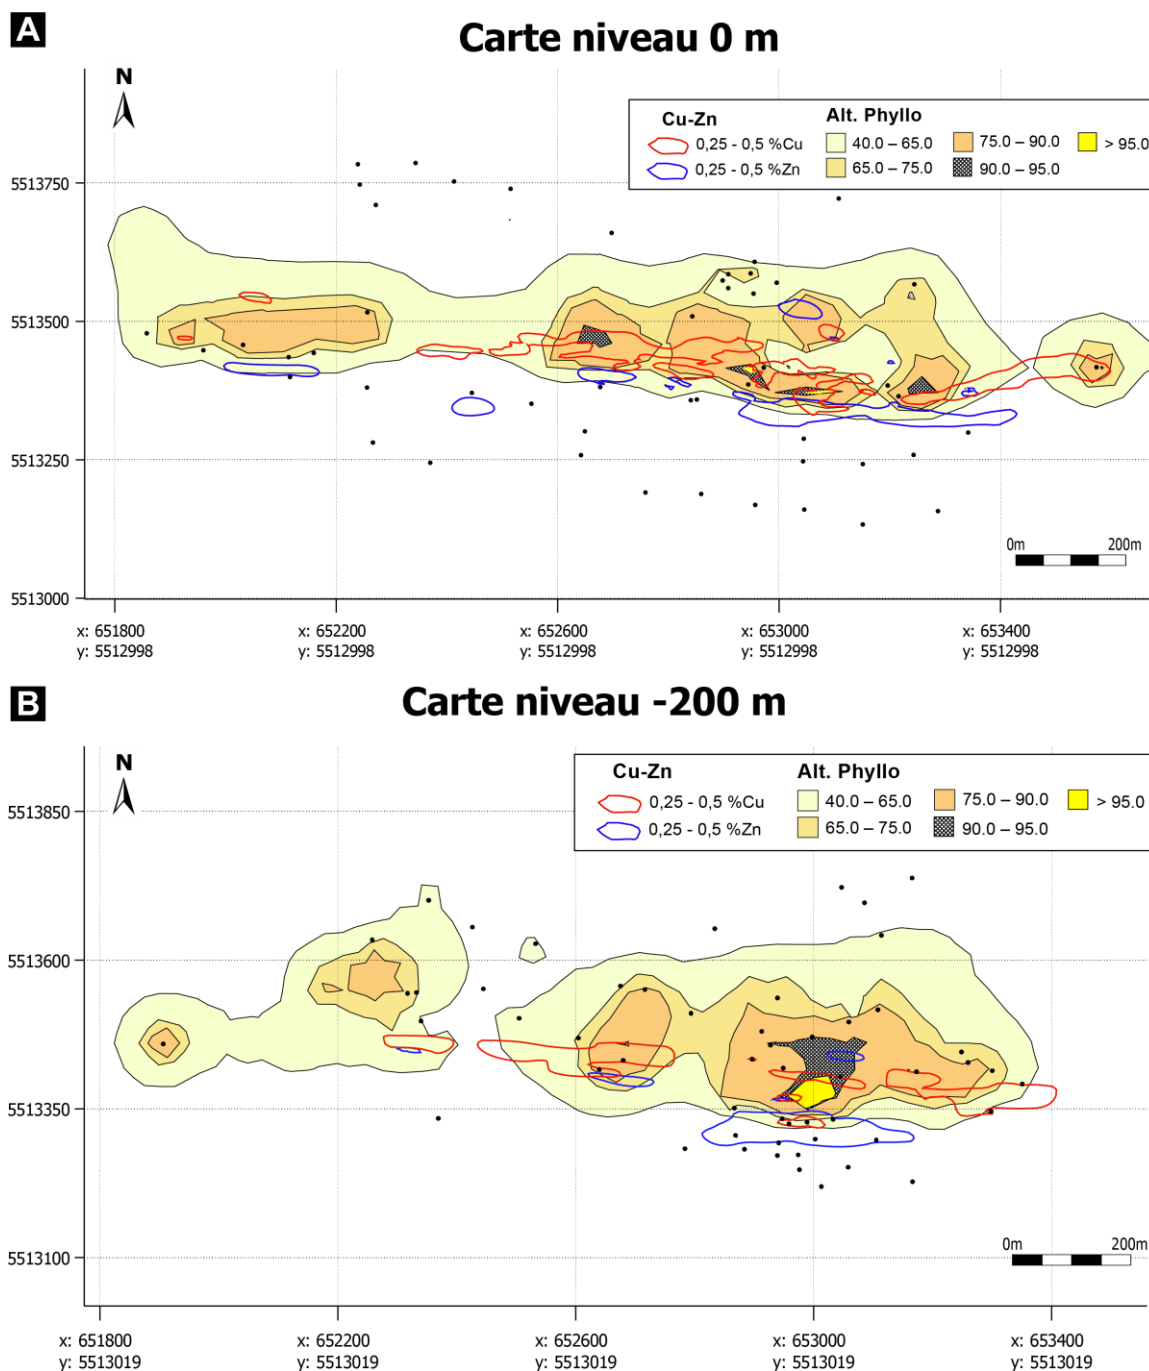 A
Carte niveau 0 m
N
Cu-Zn
Alt. Phyllo
0,25 - 0,5 %Cu
40.0 – 65.0
75.0 – 90.0
> 95.0
0,25 - 0,5 %Zn
65.0 – 75.0
90.0 – 95.0
5513750
5513500
5513250
5513000
0m
200m
x: 651800
y: 5512998
x: 652200
y: 5512998
x: 652600
y: 5512998
x: 653000
y: 5512998
x: 653400
y: 5512998
B
Carte niveau -200 m
N
Cu-Zn
Alt. Phyllo
0,25 - 0,5 %Cu
40.0 – 65.0
75.0 – 90.0
> 95.0
0,25 - 0,5 %Zn
65.0 – 75.0
90.0 – 95.0
5513850
5513600
5513350
5513100
0m
200m
x: 651800
y: 5513019
x: 652200
y: 5513019
x: 652600
y: 5513019
x: 653000
y: 5513019
x: 653400
y: 5513019